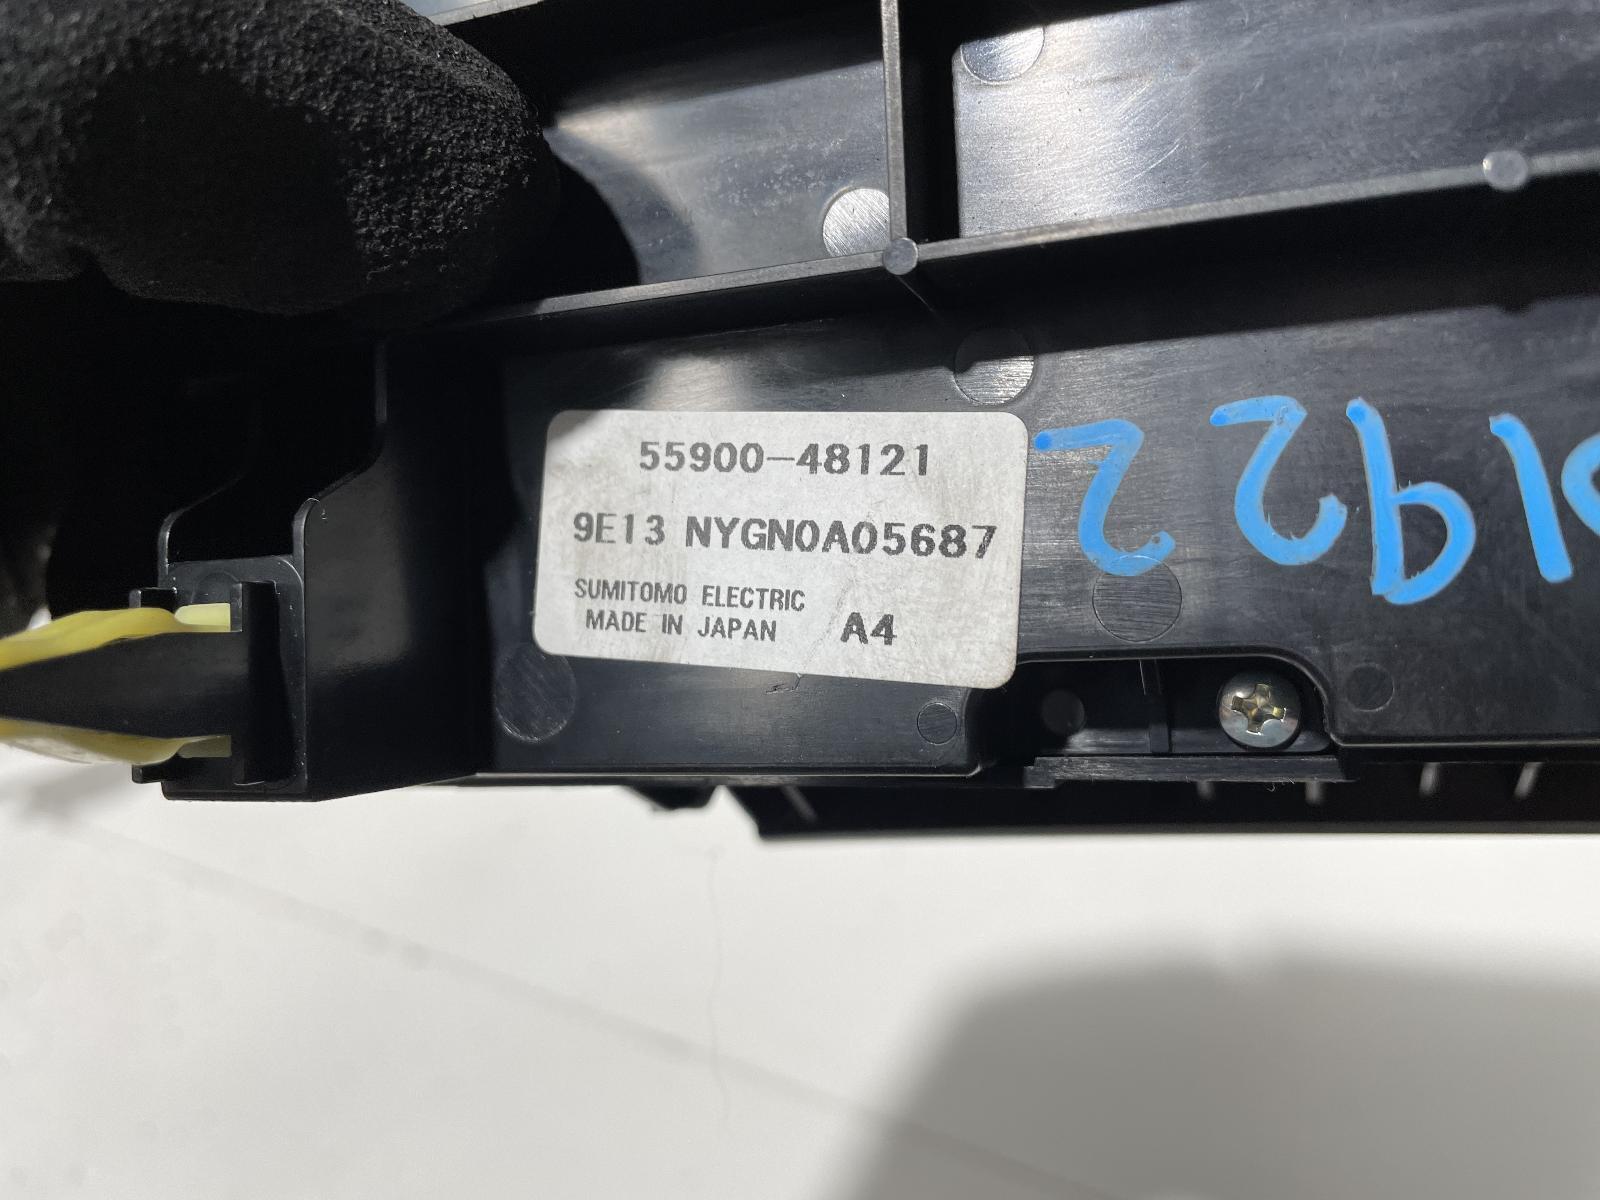 55900-48121
9E13 NYGN0A05687
SUMITOMO ELECTRIC
MADE IN JAPAN A4